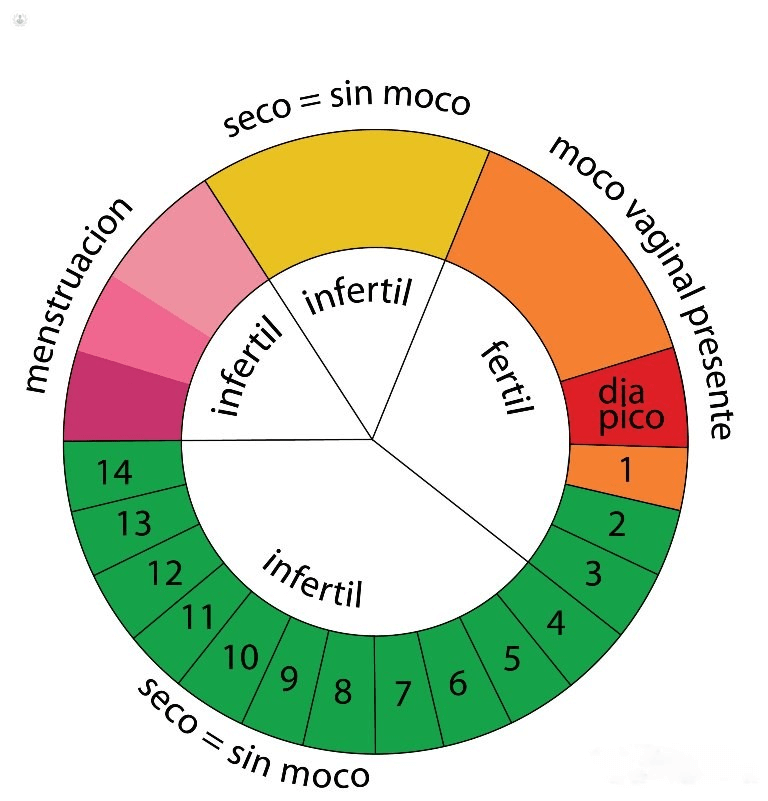 seco = sin moco
moco vaginal presente
menstruacion
infertil
infertil
fertil
dia
pico
1
2
3
4
5
6
7
8
9
10
11
12
13
14
infertil
seco = sin moco